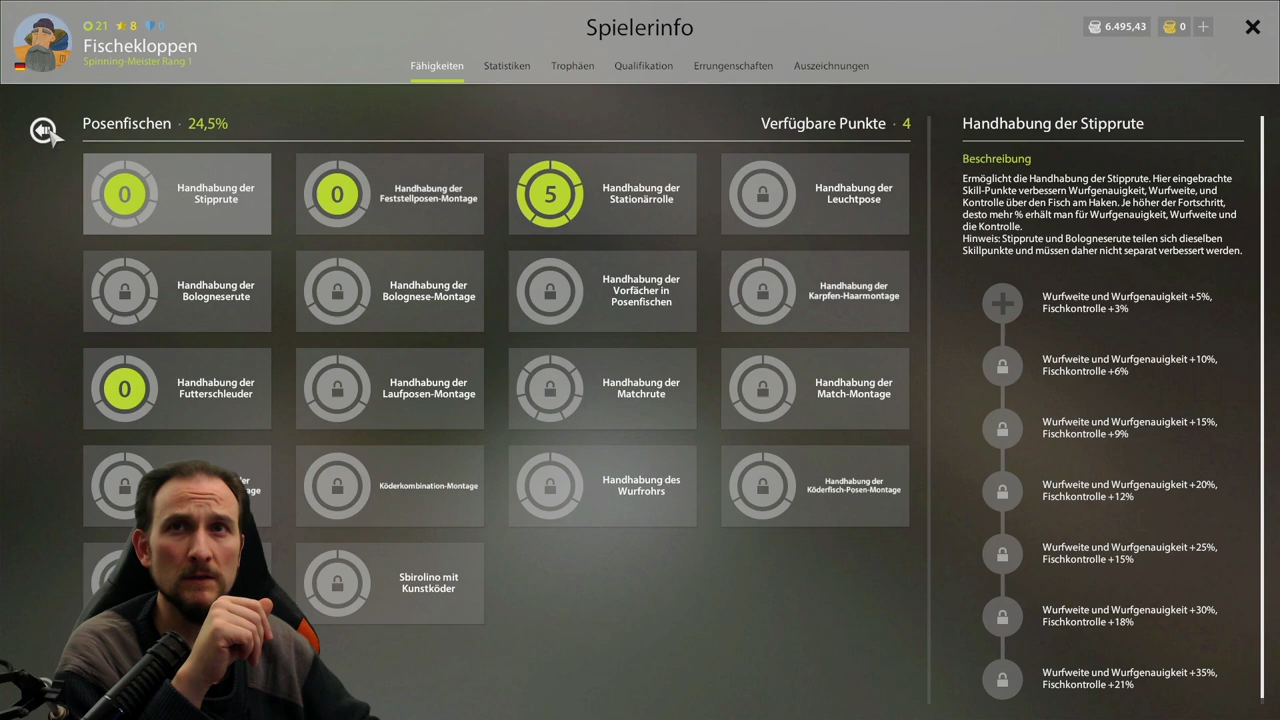 21 8 0
Fischekloppen
Spinning-Meister Rang 1
Spielerinfo
6.495,43 0 +
Fähigkeiten Statistiken Trophäen Qualifikation Errungenschaften Auszeichnungen
Posenfischen · 24,5%
Verfügbare Punkte · 4
0 Handhabung der
Stipprute
0 Handhabung der
Feststellposen-Montage
5 Handhabung der
Stationärrolle
Handhabung der
Leuchtpose
Handhabung der
Bologneserute
Handhabung der
Bolognese-Montage
Handhabung der
Vorfächer in
Posenfischen
Handhabung der
Karpfen-Haarmontage
0 Handhabung der
Futterschleuder
Handhabung der
Laufposen-Montage
Handhabung der
Matchrute
Handhabung der
Match-Montage
Köderkombination-Montage
Handhabung des
Wurfrohrs
Handhabung der
Köderfisch-Posen-Montage
Sbirolino mit
Kunstköder
Handhabung der Stipprute
Beschreibung
Ermöglicht die Handhabung der Stipprute. Hier eingebrachte
Skill-Punkte verbessern Wurfgenauigkeit, Wurfweite, und
Kontrolle über den Fisch am Haken. Je höher der Fortschritt,
desto mehr % erhält man für Wurfgenauigkeit, Wurfweite und
die Kontrolle.
Hinweis: Stipprute und Bologneserute teilen sich dieselben
Skillpunkte und müssen daher nicht separat verbessert werden.
Wurfweite und Wurfgenauigkeit +5%,
Fischkontrolle +3%
Wurfweite und Wurfgenauigkeit +10%,
Fischkontrolle +6%
Wurfweite und Wurfgenauigkeit +15%,
Fischkontrolle +9%
Wurfweite und Wurfgenauigkeit +20%,
Fischkontrolle +12%
Wurfweite und Wurfgenauigkeit +25%,
Fischkontrolle +15%
Wurfweite und Wurfgenauigkeit +30%,
Fischkontrolle +18%
Wurfweite und Wurfgenauigkeit +35%,
Fischkontrolle +21%